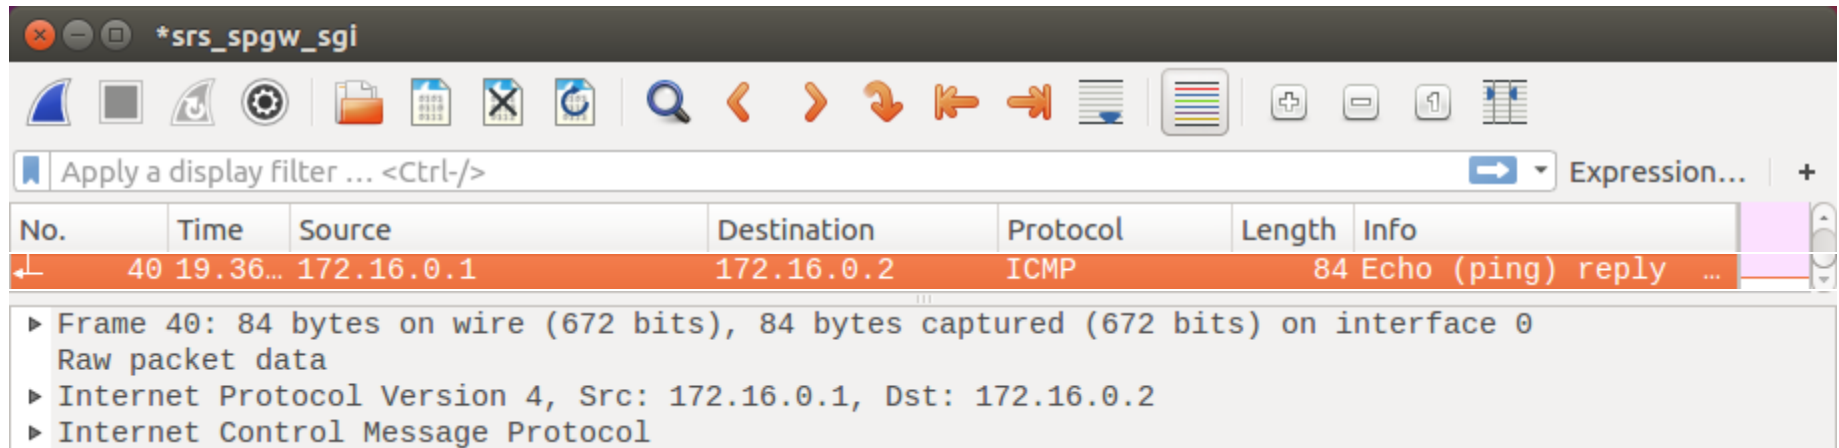 *srs_spgw_sgi
Apply a display filter … <Ctrl-/> Expression… +
No. Time Source Destination Protocol Length Info
40 19.36… 172.16.0.1 172.16.0.2 ICMP 84 Echo (ping) reply …
Frame 40: 84 bytes on wire (672 bits), 84 bytes captured (672 bits) on interface 0
Raw packet data
Internet Protocol Version 4, Src: 172.16.0.1, Dst: 172.16.0.2
Internet Control Message Protocol